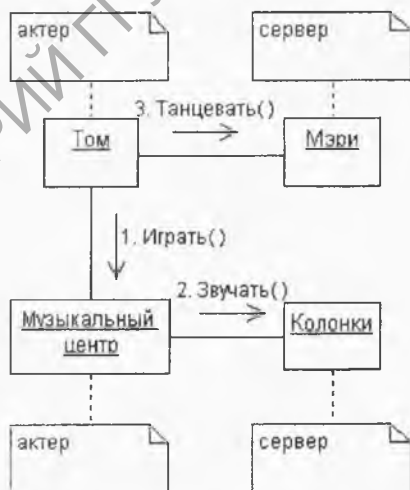 актер
сервер
3. Танцевать()
Том
Мэри
1. Играть()
2. Звучать()
Музыкальный
центр
Колонки
актер
сервер